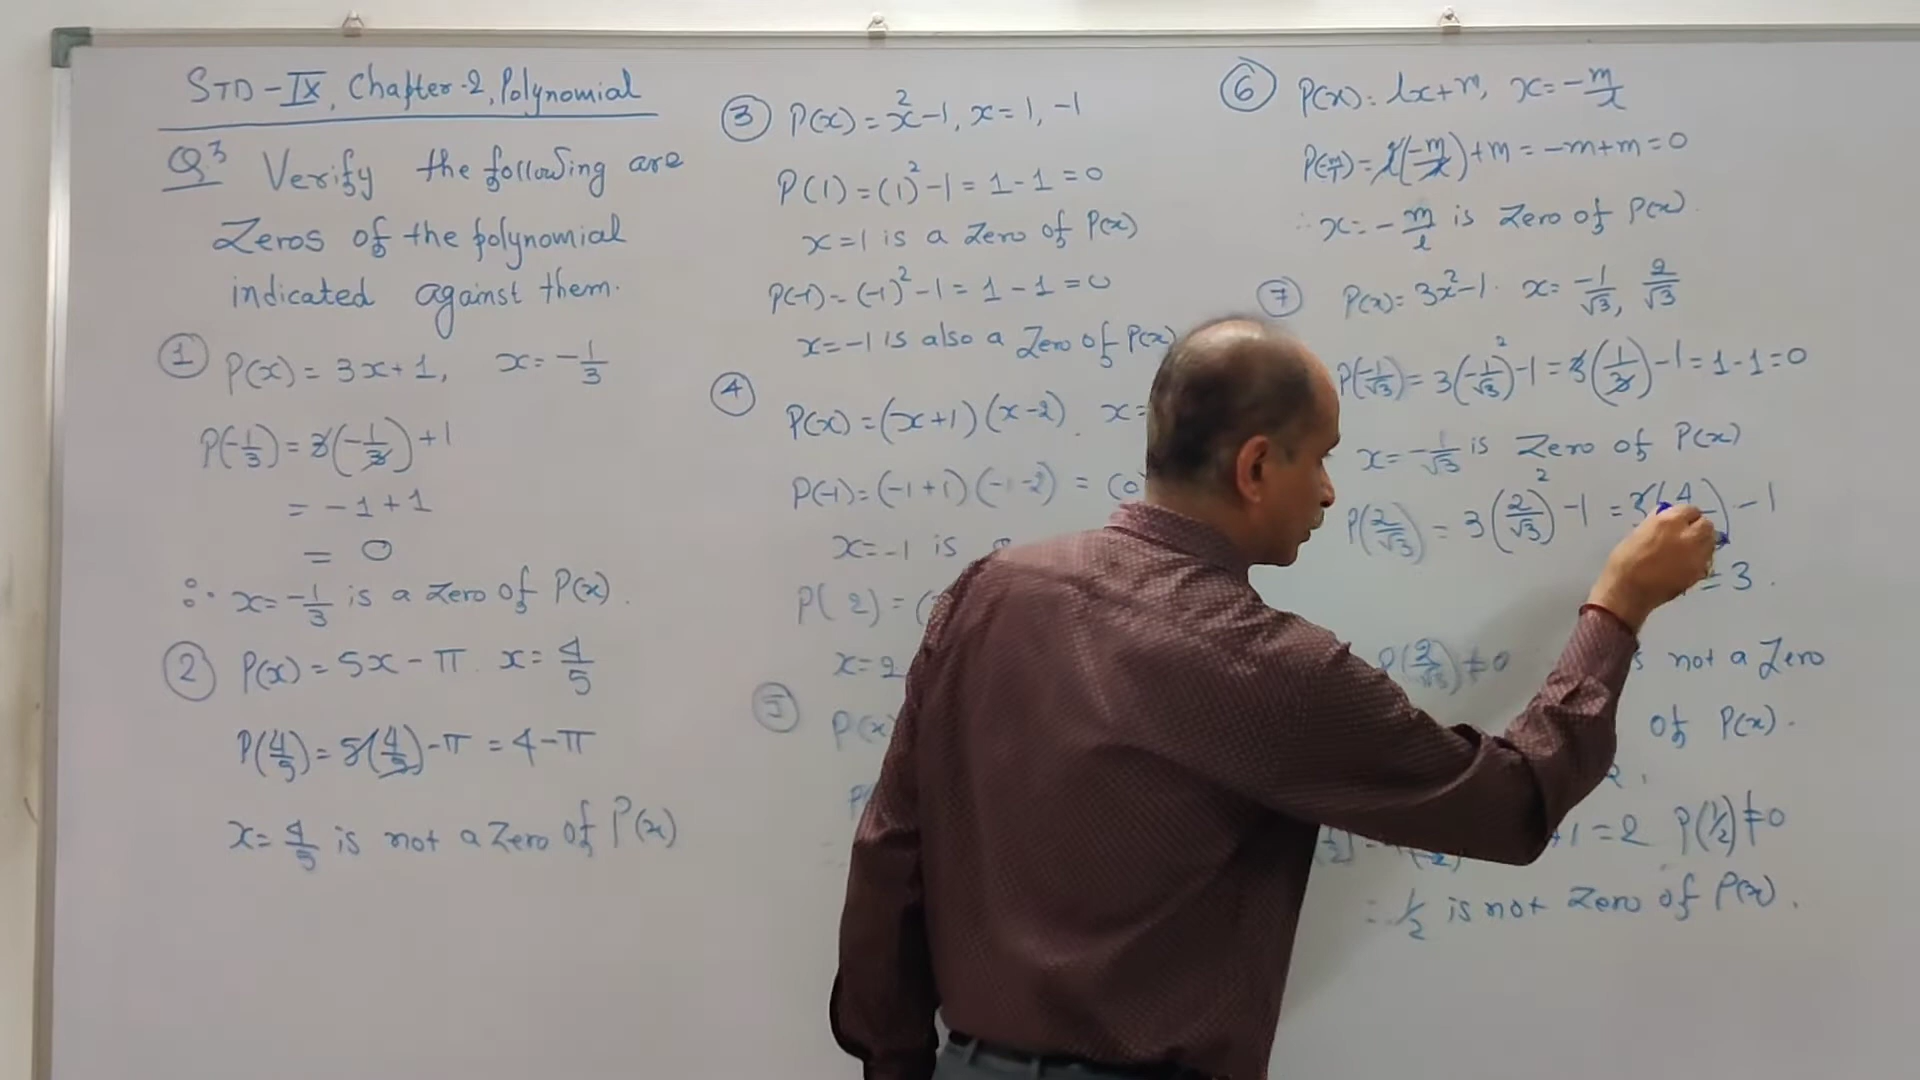 STD-IX, Chapter-2, Polynomial
Q3 Verify the following are
Zeros of the polynomial
indicated against them.
① P(x) = 3x+1, x = -1/3
P(-1/3) = 3(-1/3)+1
= -1+1
= 0
∴ x = -1/3 is a Zero of P(x).
② P(x) = 5x - π. x = 4/5
P(4/5) = 5(4/5) - π = 4-π
x = 4/5 is not a Zero of P(x)
③ P(x) = x²-1, x = 1, -1
P(1) = (1)²-1 = 1-1 = 0
x=1 is a Zero of P(x)
P(-1) = (-1)²-1 = 1-1 = 0
x=-1 is also a Zero of P(x)
④ P(x) = (x+1)(x-2). x=
P(-1) = (-1+1)(-1-2) = (0
x=-1 is
P(2) = (
x=2
⑤ P(x)
⑥ P(x) = lx+m, x = -m/l
P(-m/l) = l(-m/l)+m = -m+m = 0
∴ x = -m/l is Zero of P(x).
⑦ P(x) = 3x²-1. x = -1/√3, 2/√3
P(-1/√3) = 3(-1/√3)²-1 = 3(1/3)-1 = 1-1=0
x = -1/√3 is Zero of P(x)
P(2/√3) = 3(2/√3)²-1 = 3(4 )-1
= 3.
P(2/√3) ≠ 0 is not a Zero
of P(x).
+1 = 2 P(1/2) ≠ 0
= 1/2 is not Zero of P(x).